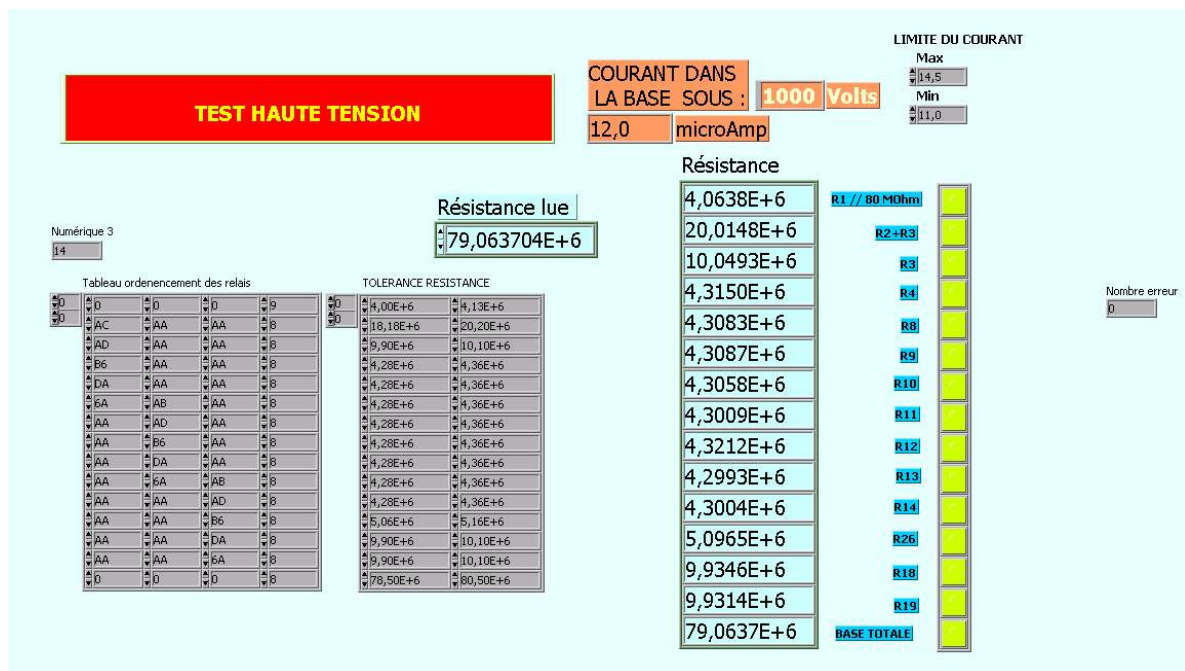 LIMITE DU COURANT
Max
14,5
Min
11,0
COURANT DANS
LA BASE SOUS : 1000 Volts
12,0 microAmp
TEST HAUTE TENSION
Résistance
Résistance lue
79,063704E+6
Numérique 3
14
4,0638E+6 R1 // 80 MOhm
20,0148E+6 R2+R3
10,0493E+6 R3
4,3150E+6 R4
4,3083E+6 R8
4,3087E+6 R9
4,3058E+6 R10
4,3009E+6 R11
4,3212E+6 R12
4,2993E+6 R13
4,3004E+6 R14
5,0965E+6 R26
9,9346E+6 R18
9,9314E+6 R19
79,0637E+6 BASE TOTALE
Nombre erreur
0
Tableau ordenencement des relais
0
0
0 0 0 9
AC AA AA 8
AD AA AA 8
B6 AA AA 8
DA AA AA 8
6A AB AA 8
AA AD AA 8
AA B6 AA 8
AA DA AA 8
AA 6A AB 8
AA AA AD 8
AA AA B6 8
AA AA DA 8
AA AA 6A 8
0 0 0 8
TOLERANCE RESISTANCE
0
0
4,00E+6 4,13E+6
18,18E+6 20,20E+6
9,90E+6 10,10E+6
4,28E+6 4,36E+6
4,28E+6 4,36E+6
4,28E+6 4,36E+6
4,28E+6 4,36E+6
4,28E+6 4,36E+6
4,28E+6 4,36E+6
4,28E+6 4,36E+6
4,28E+6 4,36E+6
5,06E+6 5,16E+6
9,90E+6 10,10E+6
9,90E+6 10,10E+6
78,50E+6 80,50E+6